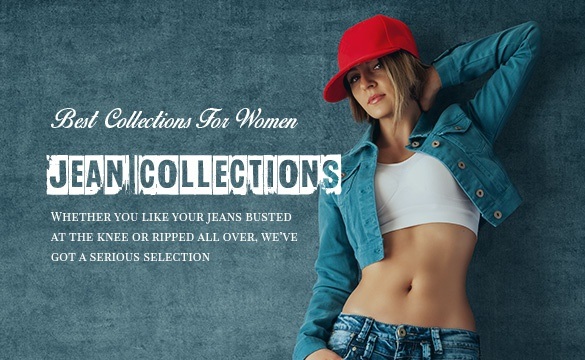 Best Collections For Women
JEAN COLLECTIONS
WHETHER YOU LIKE YOUR JEANS BUSTED
AT THE KNEE OR RIPPED ALL OVER, WE'VE
GOT A SERIOUS SELECTION